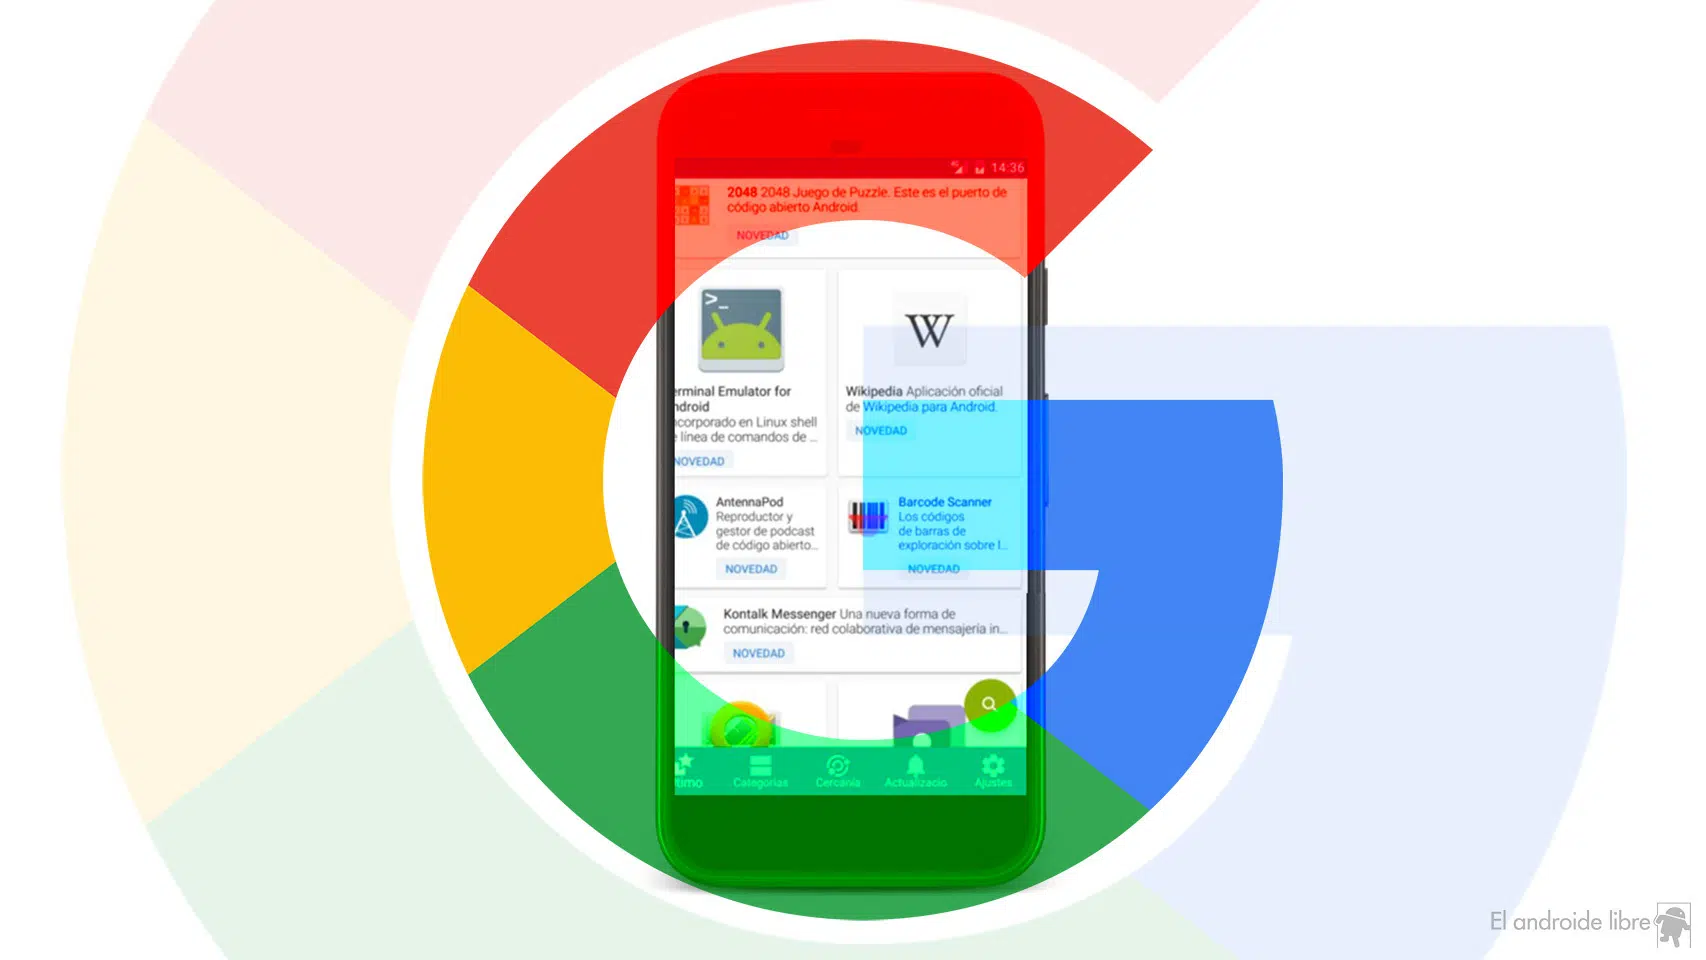 14:36
2048 2048 Juego de Puzzle. Este es el puerto de
código abierto Android.
NOVEDAD
>_
erminal Emulator for
ndroid
ncorporado en Linux shell
e línea de comandos de ...
NOVEDAD
W
Wikipedia Aplicación oficial
de Wikipedia para Android.
NOVEDAD
AntennaPod
Reproductor y
gestor de podcast
de código abierto...
NOVEDAD
Barcode Scanner
Los códigos
de barras de
exploración sobre l...
NOVEDAD
Kontalk Messenger Una nueva forma de
comunicación: red colaborativa de mensajería in...
NOVEDAD
timo
Categorías
Cercanía
Actualizacio
Ajustes
El androide libre